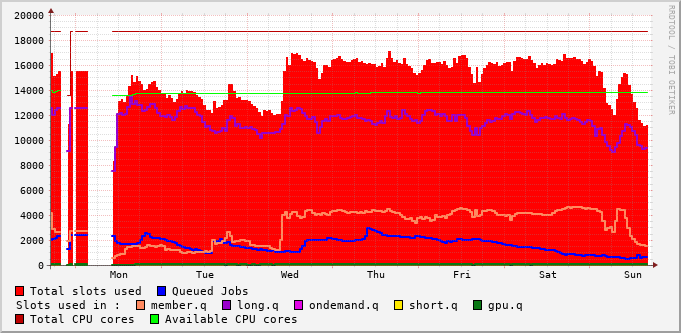 20000
18000
16000
14000
12000
10000
8000
6000
4000
2000
0
Mon Tue Wed Thu Fri Sat Sun
RRDTOOL / TOBI OETIKER
Total slots used Queued Jobs
Slots used in : member.q long.q ondemand.q short.q gpu.q
Total CPU cores Available CPU cores